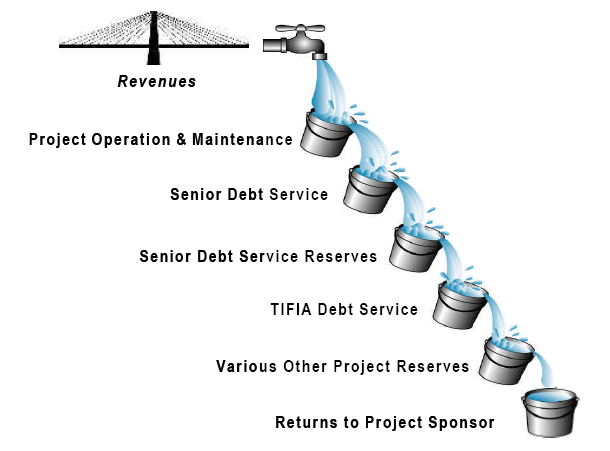 Revenues
Project Operation & Maintenance
Senior Debt Service
Senior Debt Service Reserves
TIFIA Debt Service
Various Other Project Reserves
Returns to Project Sponsor